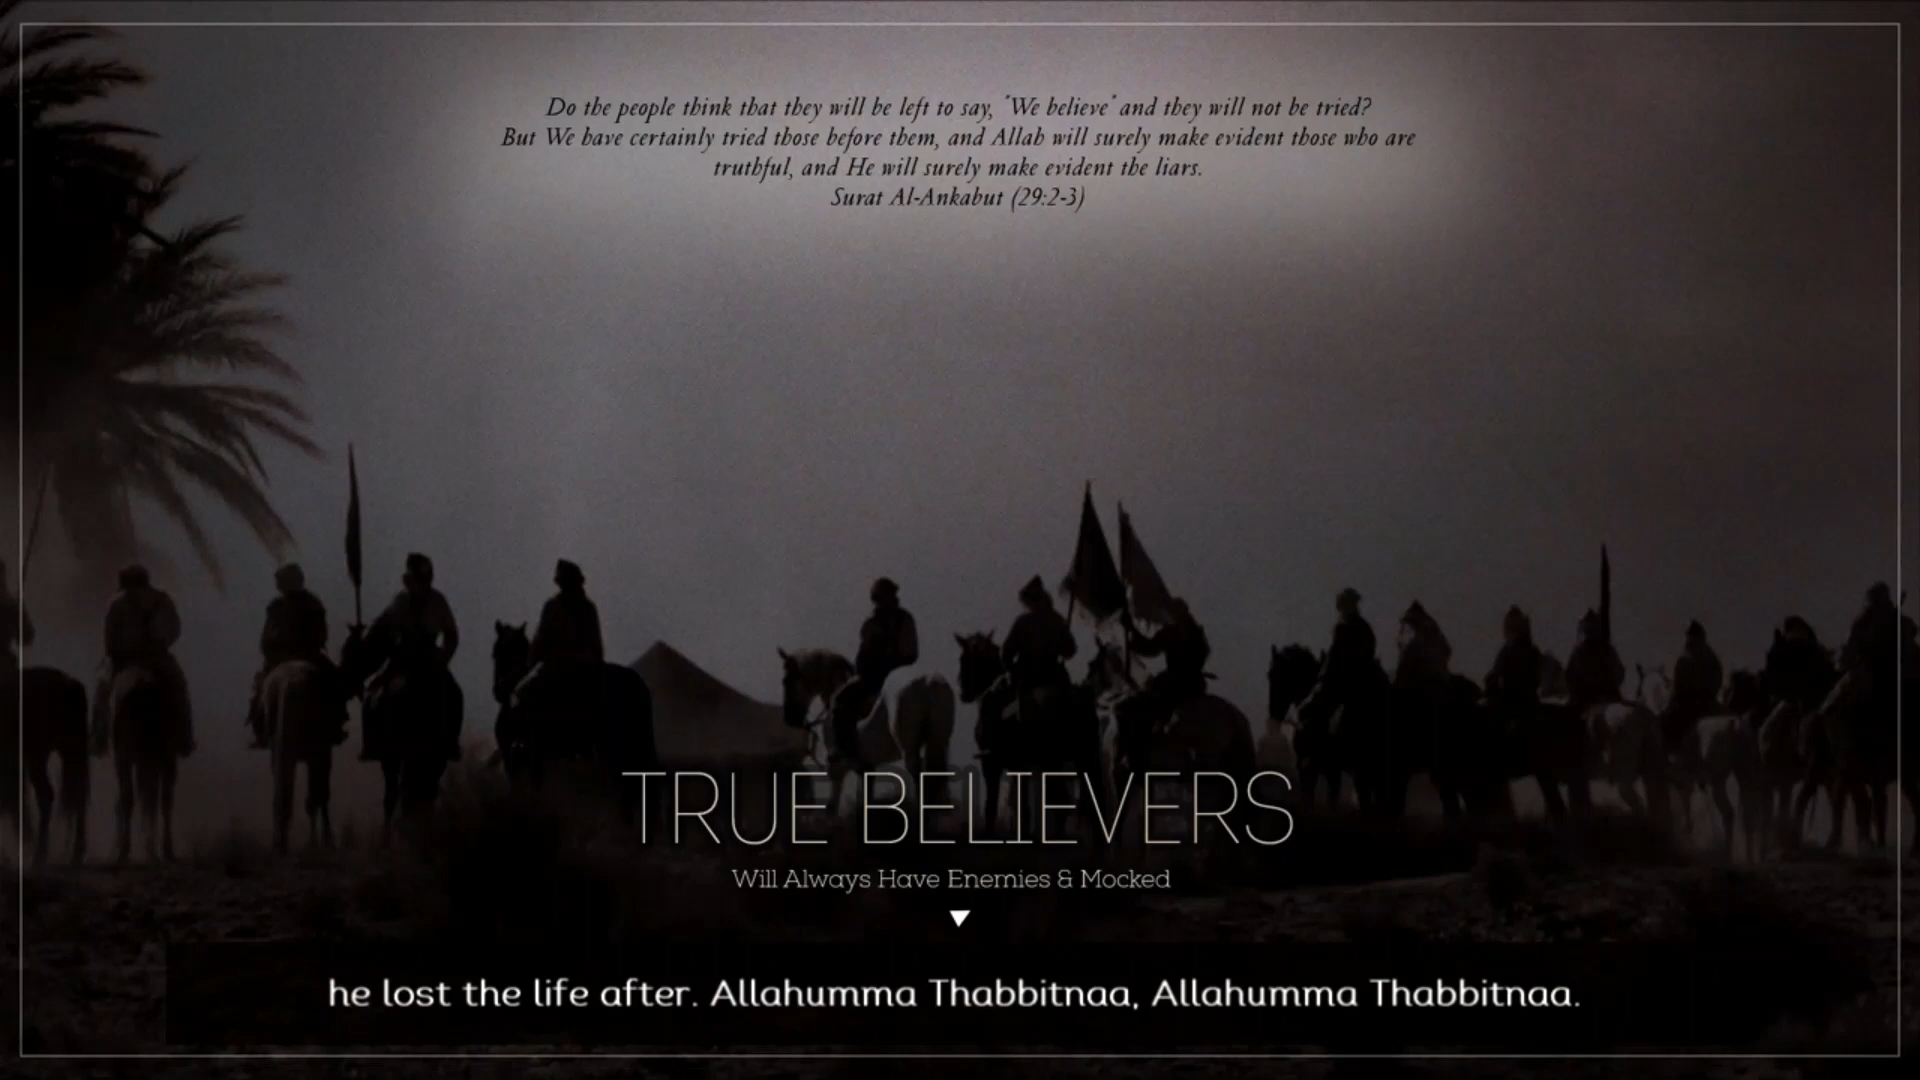 Do the people think that they will be left to say, "We believe" and they will not be tried?
But We have certainly tried those before them, and Allah will surely make evident those who are
truthful, and He will surely make evident the liars.
Surat Al-Ankabut (29:2-3)
TRUE BELIEVERS
Will Always Have Enemies & Mocked
he lost the life after. Allahumma Thabbitnaa, Allahumma Thabbitnaa.